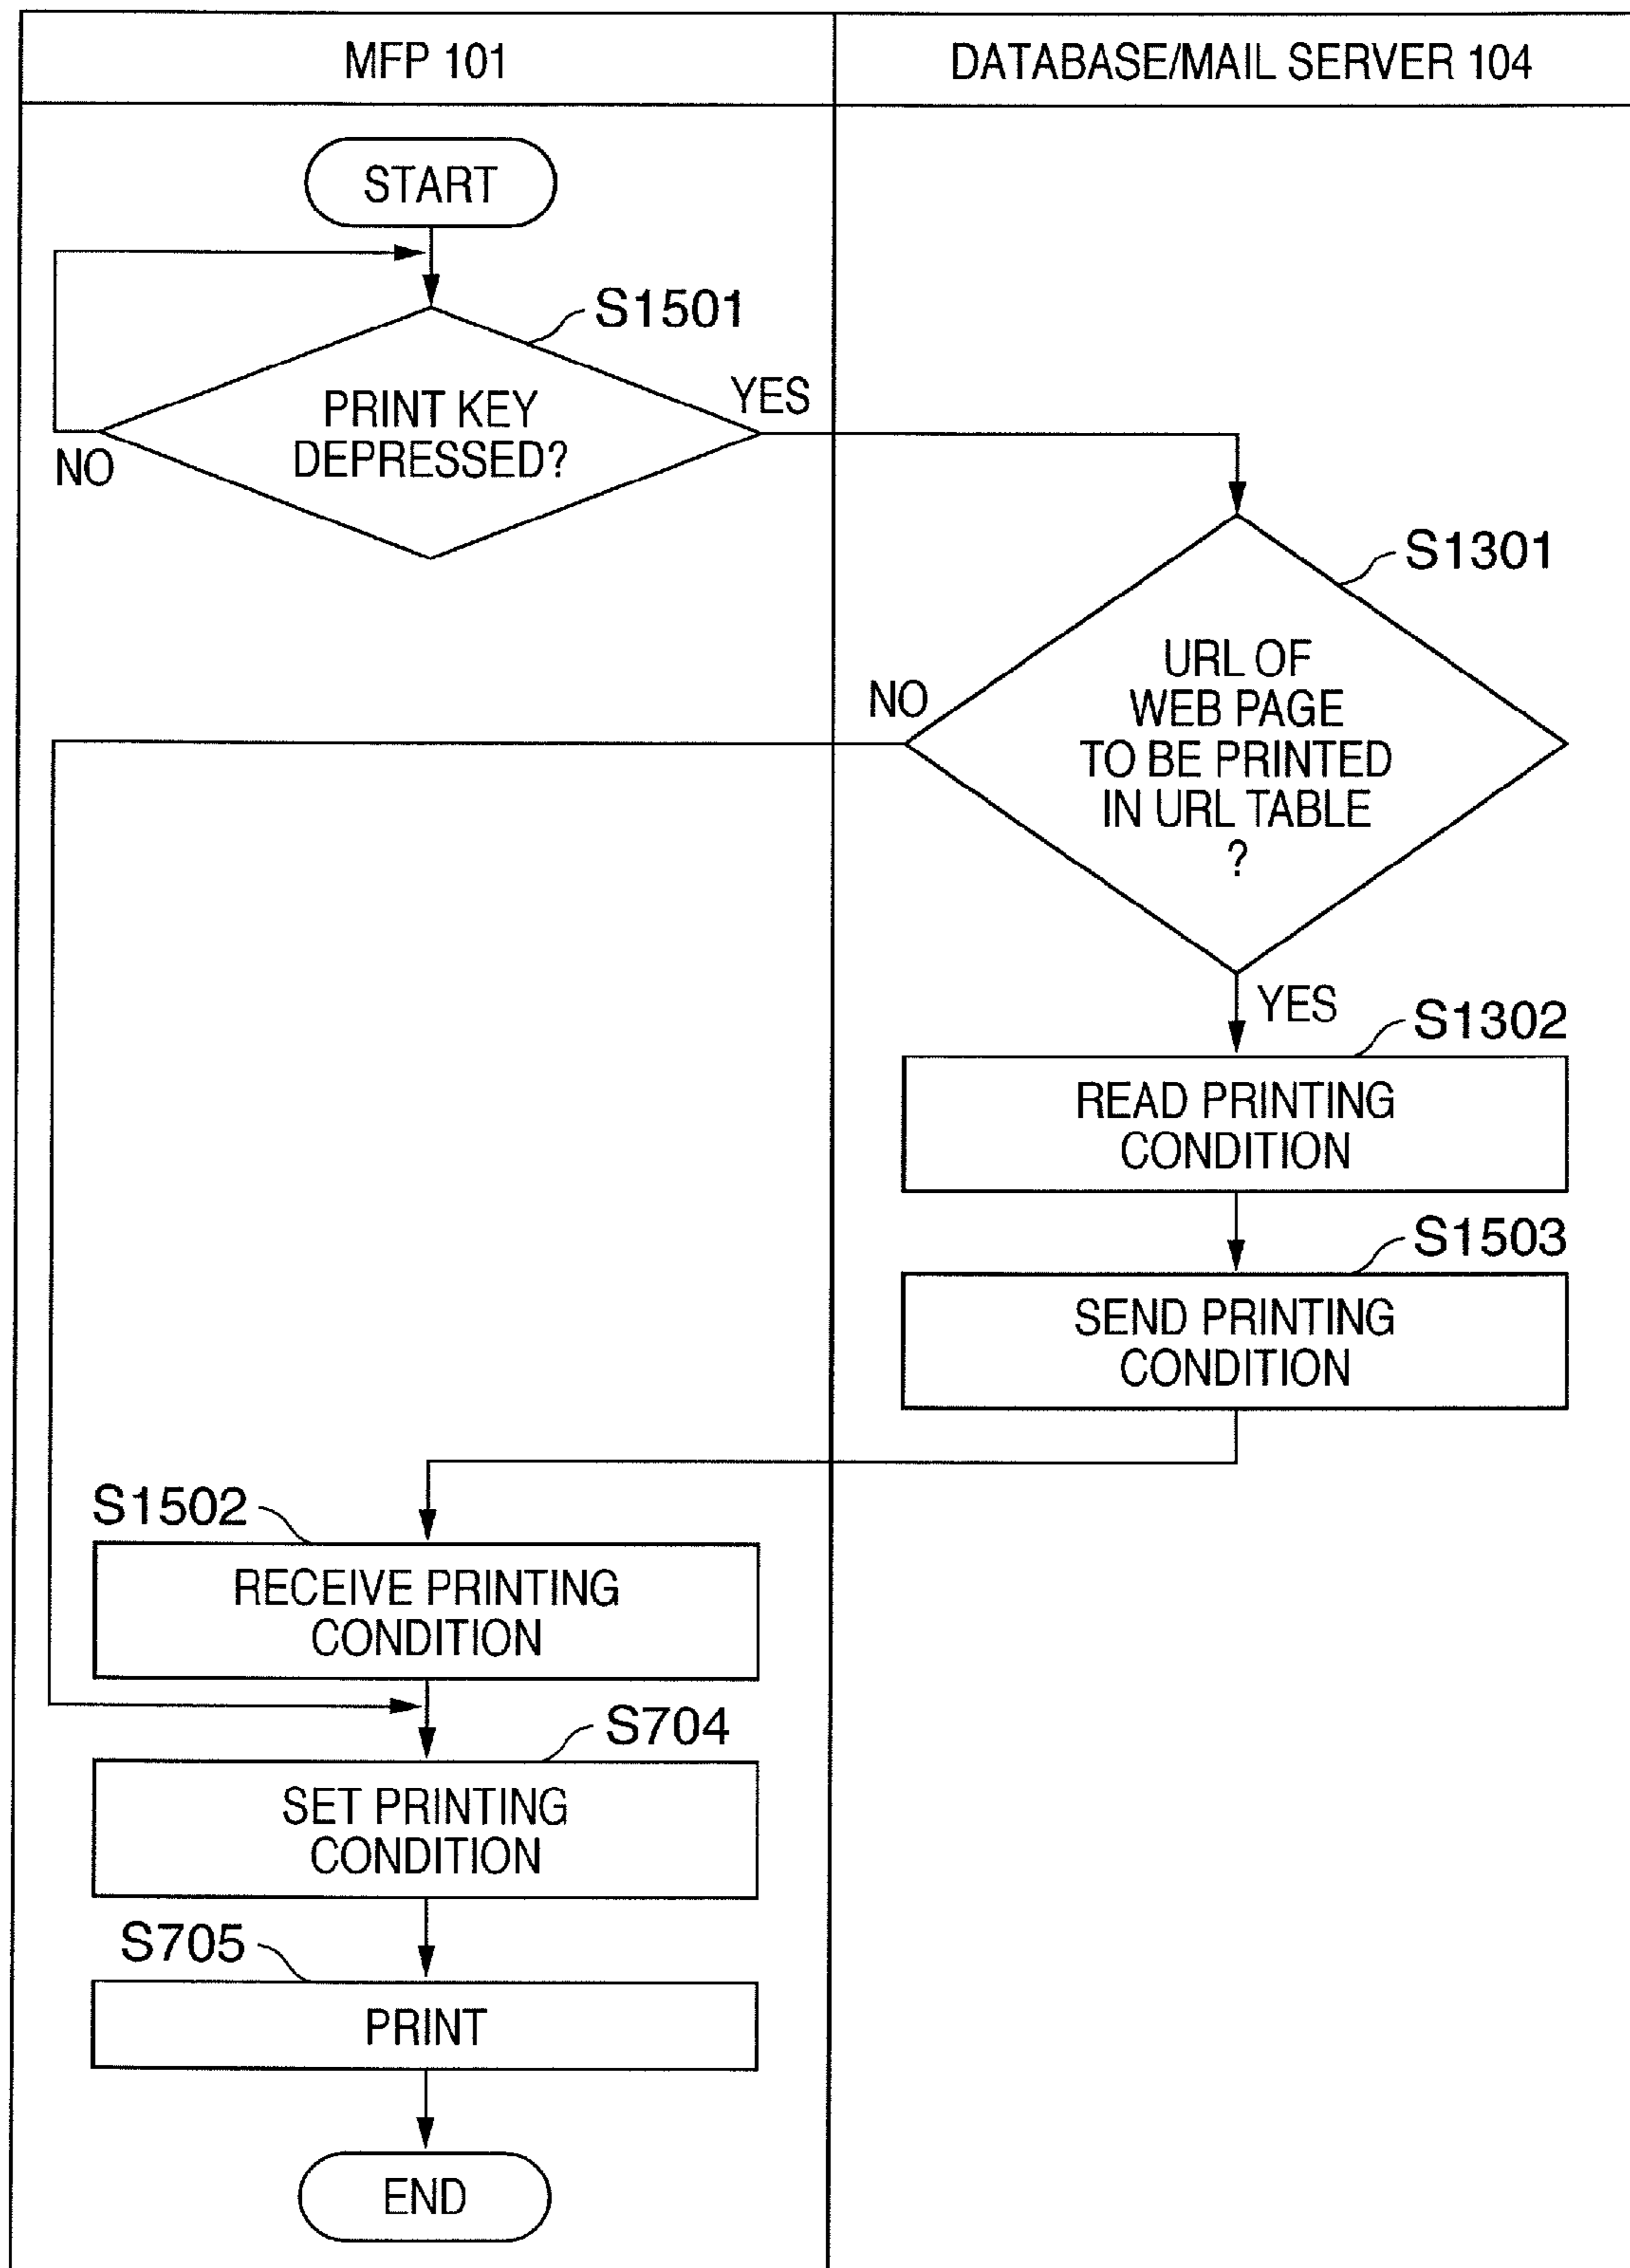 MFP 101
DATABASE/MAIL SERVER 104
START
S1501
PRINT KEY
DEPRESSED?
YES
NO
S1301
URL OF
WEB PAGE
TO BE PRINTED
IN URL TABLE
?
NO
YES
S1302
READ PRINTING
CONDITION
S1503
SEND PRINTING
CONDITION
S1502
RECEIVE PRINTING
CONDITION
S704
SET PRINTING
CONDITION
S705
PRINT
END